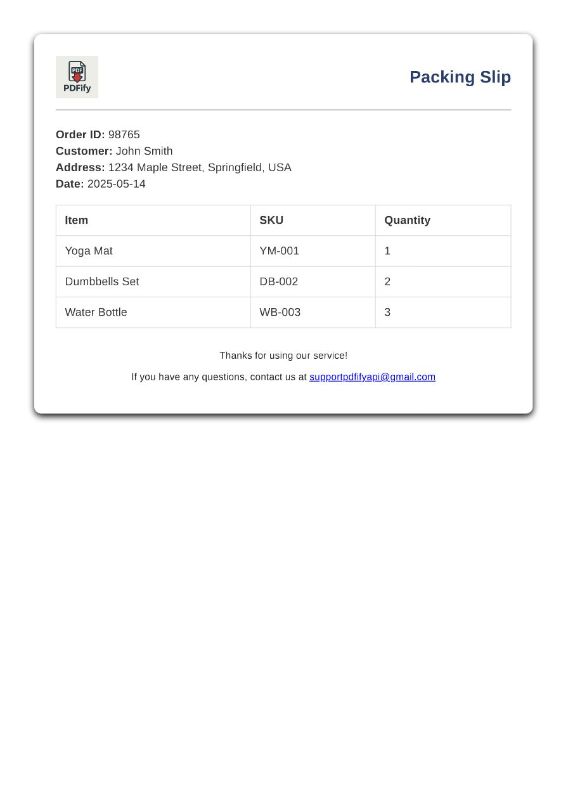 PDF
PDFify
Packing Slip
Order ID: 98765
Customer: John Smith
Address: 1234 Maple Street, Springfield, USA
Date: 2025-05-14
Item SKU Quantity
Yoga Mat YM-001 1
Dumbbells Set DB-002 2
Water Bottle WB-003 3
Thanks for using our service!
If you have any questions, contact us at supportpdfifyapi@gmail.com